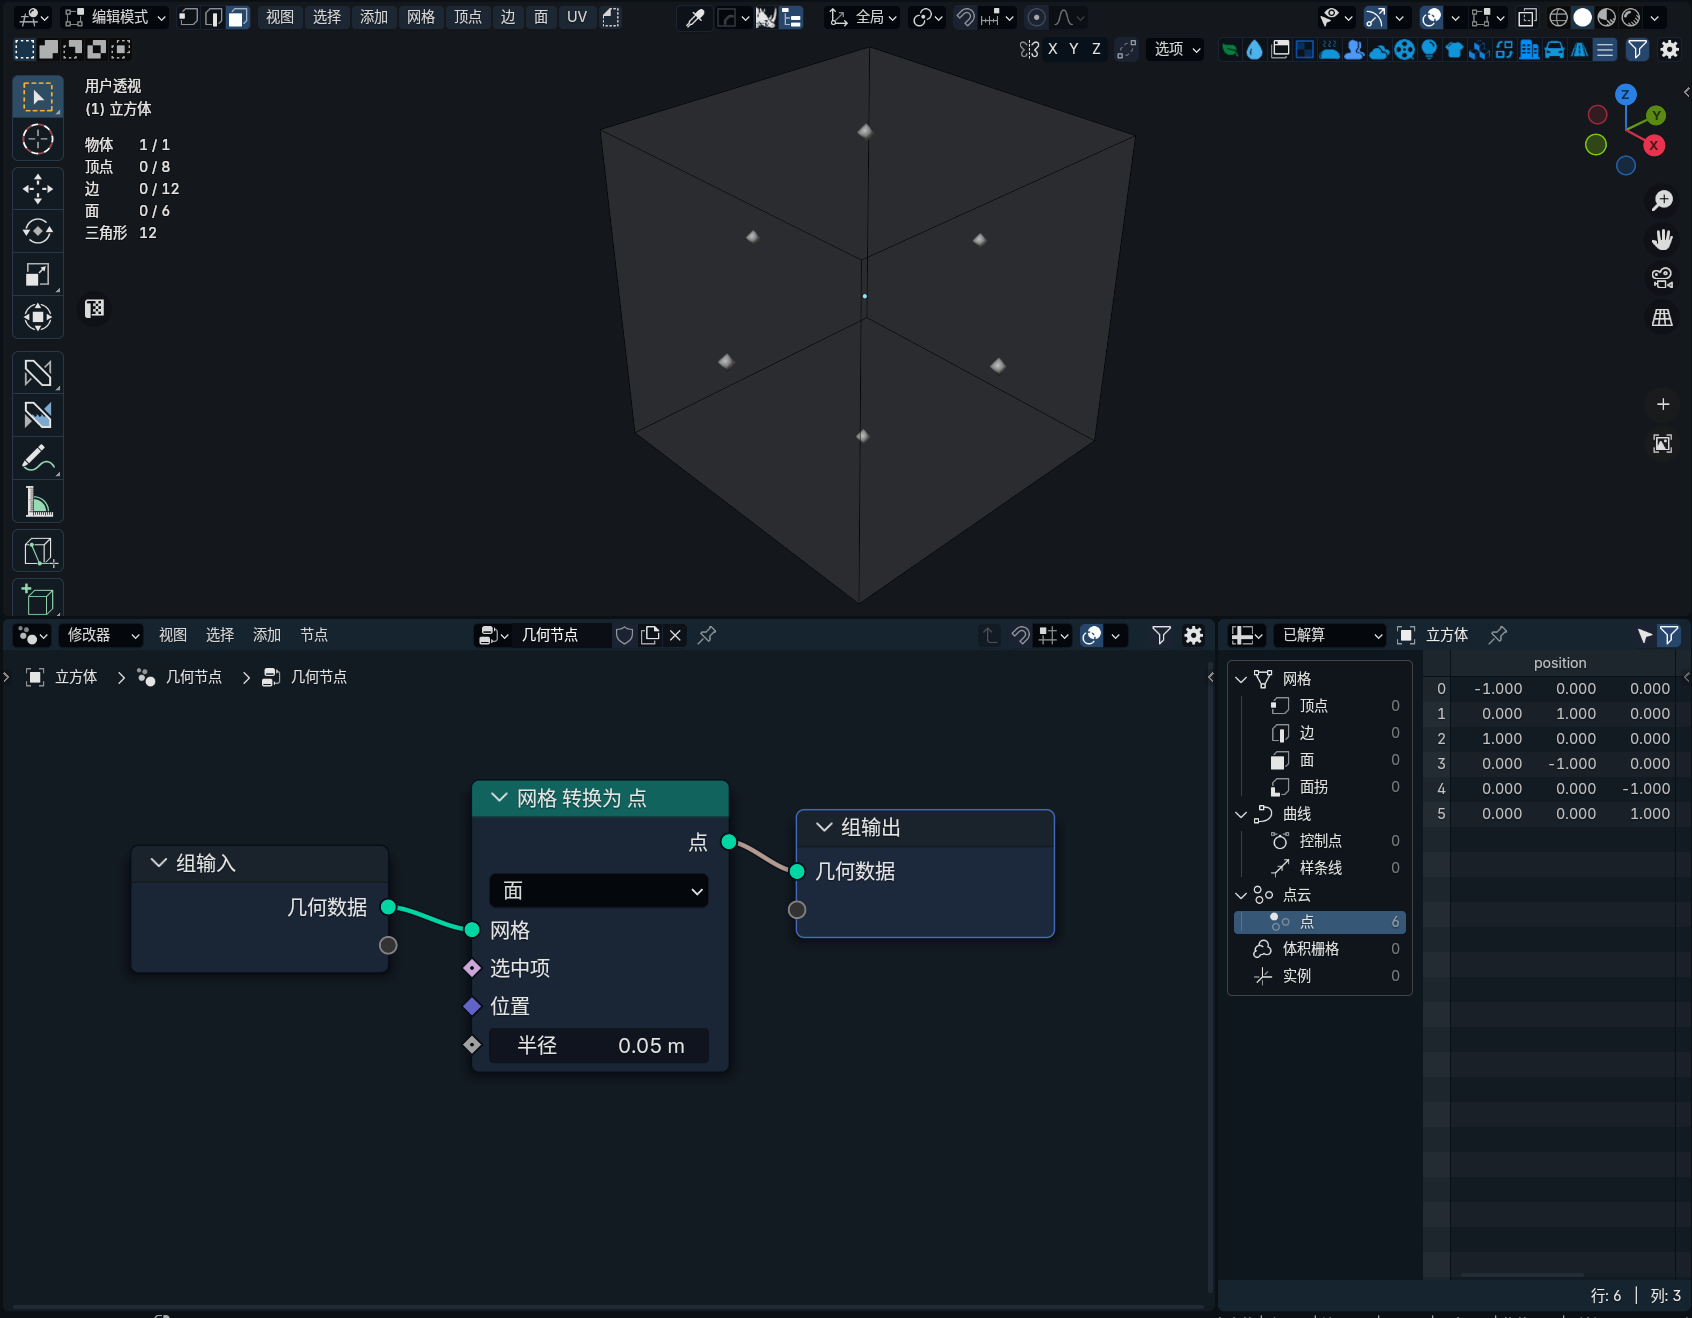 编辑模式 视图 选择 添加 网格 顶点 边 面 UV 全局
X Y Z 选项
用户透视
(1) 立方体
物体 1 / 1
顶点 0 / 8
边 0 / 12
面 0 / 6
三角形 12
Z
Y
X
修改器 视图 选择 添加 节点 几何节点
立方体 几何节点 几何节点
组输入
几何数据
网格 转换为 点
点
面
网格
选中项
位置
半径 0.05 m
组输出
几何数据
已解算 立方体
网格
顶点 0
边 0
面 0
面拐 0
曲线
控制点 0
样条线 0
点云
点 6
体积栅格 0
实例 0
position
0 -1.000 0.000 0.000
1 0.000 1.000 0.000
2 1.000 0.000 0.000
3 0.000 -1.000 0.000
4 0.000 0.000 -1.000
5 0.000 0.000 1.000
行: 6 | 列: 3